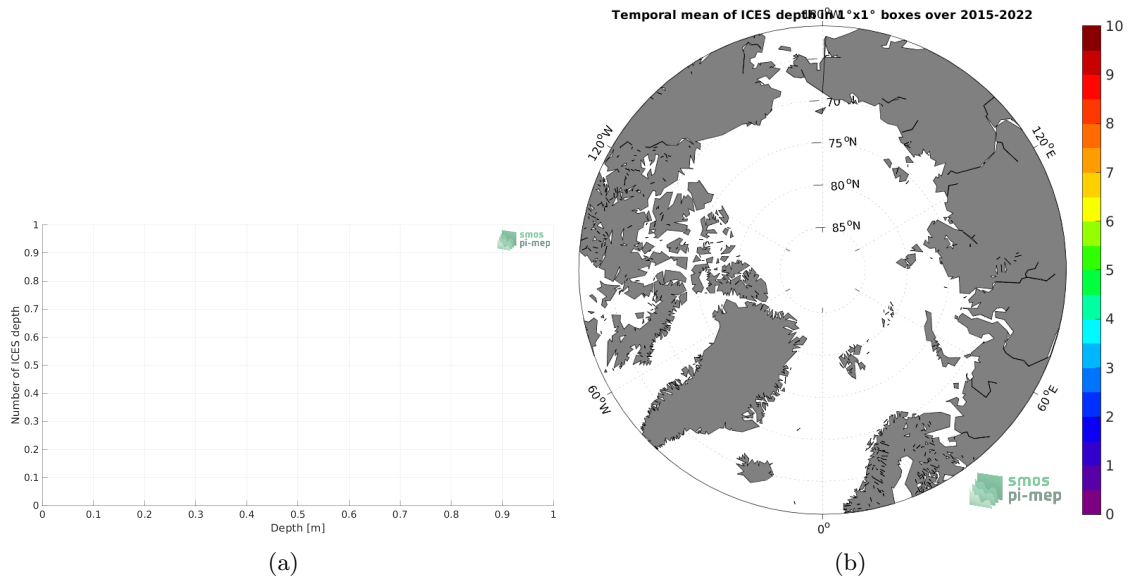 Temporal mean of ICES depth in 1°x1° boxes over 2015-2022
180°W
120°W
120°E
60°W
60°E
0°
70°N
75°N
80°N
85°N
smos
pi-mep
10
9
8
7
6
5
4
3
2
1
0
Number of ICES depth
1
0.9
0.8
0.7
0.6
0.5
0.4
0.3
0.2
0.1
0
smos
pi-mep
0 0.1 0.2 0.3 0.4 0.5 0.6 0.7 0.8 0.9 1
Depth [m]
(a)
(b)